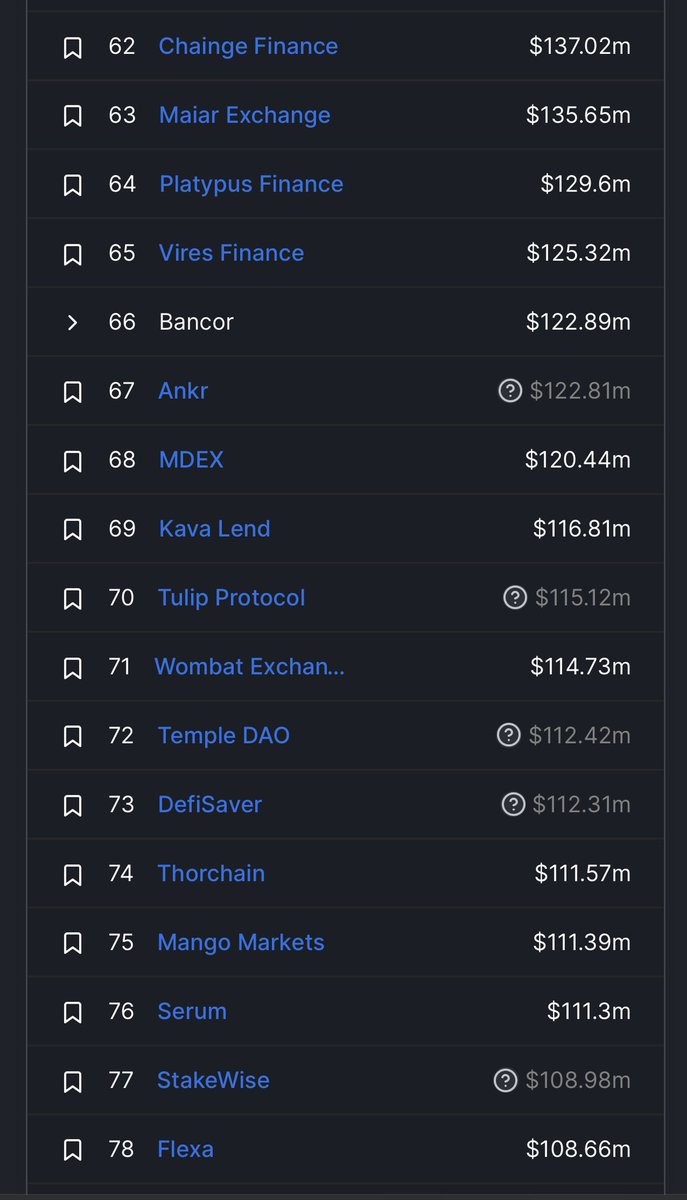 62 Chainge Finance $137.02m
63 Maiar Exchange $135.65m
64 Platypus Finance $129.6m
65 Vires Finance $125.32m
66 Bancor $122.89m
67 Ankr ? $122.81m
68 MDEX $120.44m
69 Kava Lend $116.81m
70 Tulip Protocol ? $115.12m
71 Wombat Exchan... $114.73m
72 Temple DAO ? $112.42m
73 DefiSaver ? $112.31m
74 Thorchain $111.57m
75 Mango Markets $111.39m
76 Serum $111.3m
77 StakeWise ? $108.98m
78 Flexa $108.66m